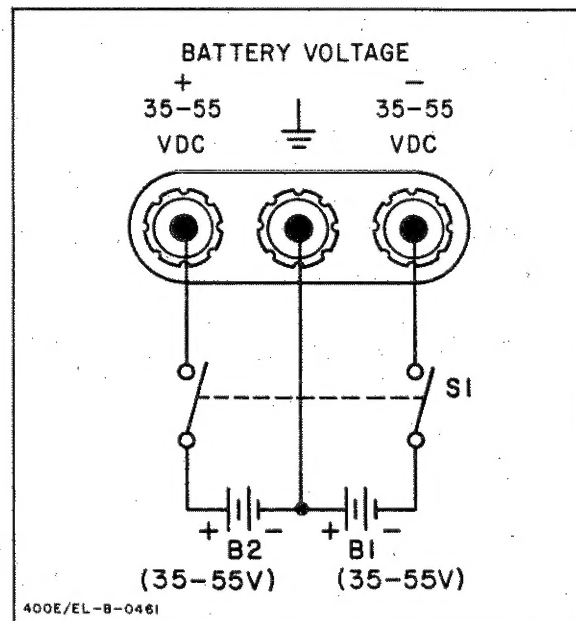 BATTERY VOLTAGE
+ −
35-55 35-55
VDC VDC
S1
+ − + −
B2 B1
(35-55V) (35-55V)
400E/EL-B-0461